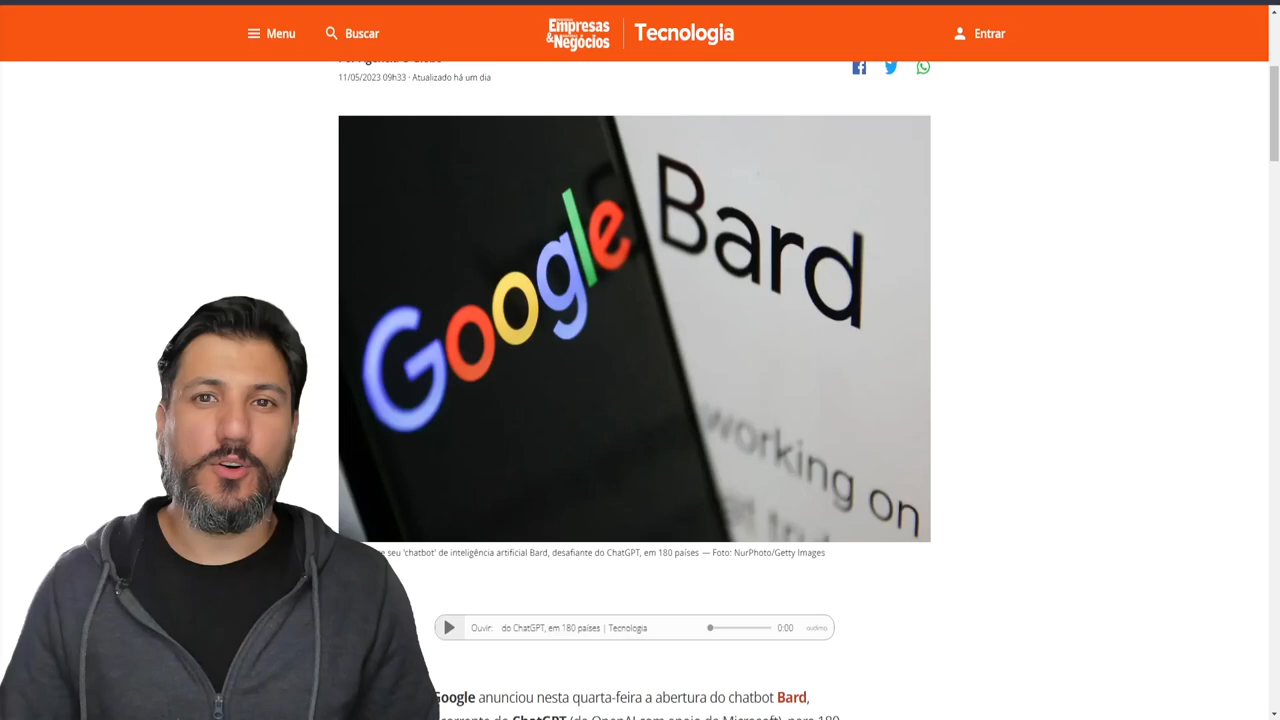 Menu
Buscar
Empresas
&Negócios
Tecnologia
Entrar
11/05/2023 09h33 · Atualizado há um dia
Google
Bard
working on
seu 'chatbot' de inteligência artificial Bard, desafiante do ChatGPT, em 180 países — Foto: NurPhoto/Getty Images
Ouvir: do ChatGPT, em 180 países | Tecnologia 0:00 audima
Google anunciou nesta quarta-feira a abertura do chatbot Bard,